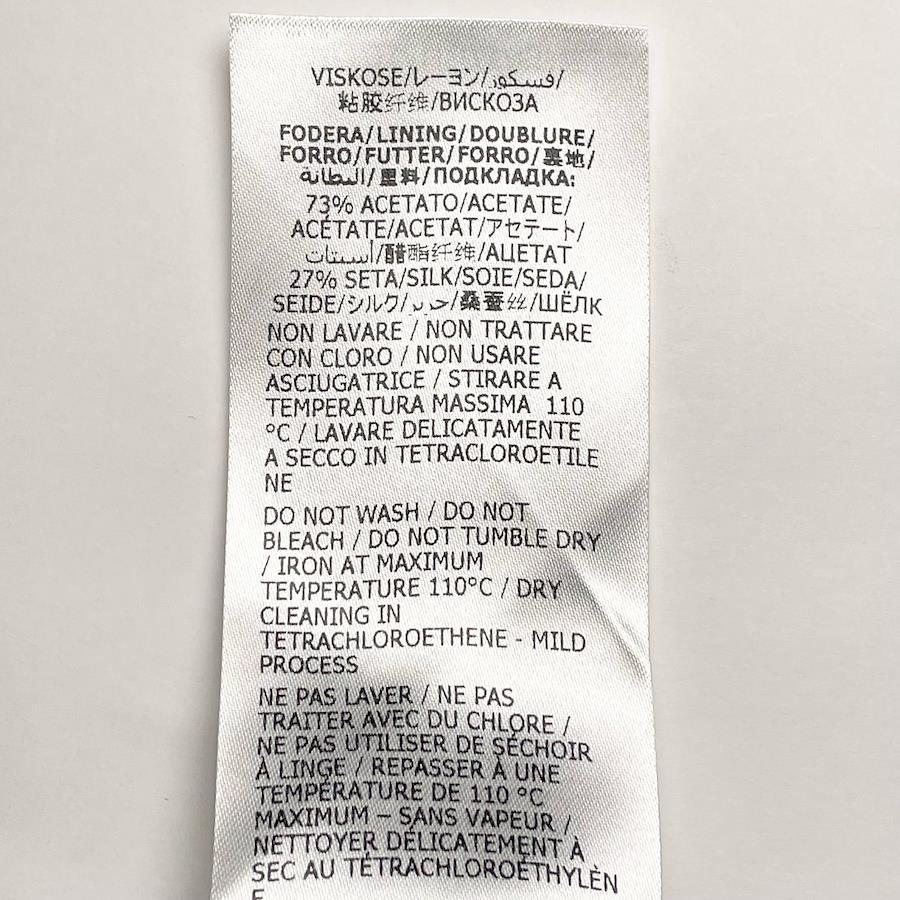 VISKOSE/レーヨン/فسكوز/
粘胶纤维/ВИСКОЗА
FODERA/LINING/DOUBLURE/
FORRO/FUTTER/FORRO/裏地/
البطانة/里料/ПОДКЛАДКА:
73% ACETATO/ACETATE/
ACÉTATE/ACETAT/アセテート/
أسيتات/醋酯纤维/АЦЕТАТ
27% SETA/SILK/SOIE/SEDA/
SEIDE/シルク/حرير/桑蚕丝/ШЁЛК
NON LAVARE / NON TRATTARE
CON CLORO / NON USARE
ASCIUGATRICE / STIRARE A
TEMPERATURA MASSIMA 110
°C / LAVARE DELICATAMENTE
A SECCO IN TETRACLOROETILE
NE
DO NOT WASH / DO NOT
BLEACH / DO NOT TUMBLE DRY
/ IRON AT MAXIMUM
TEMPERATURE 110°C / DRY
CLEANING IN
TETRACHLOROETHENE - MILD
PROCESS
NE PAS LAVER / NE PAS
TRAITER AVEC DU CHLORE /
NE PAS UTILISER DE SÉCHOIR
À LINGE / REPASSER À UNE
TEMPÉRATURE DE 110 °C
MAXIMUM – SANS VAPEUR /
NETTOYER DÉLICATEMENT À
SEC AU TÉTRACHLOROÉTHYLÈN